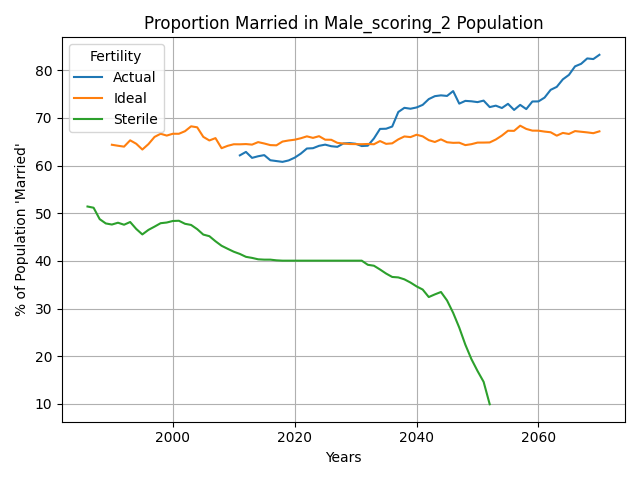 Proportion Married in Male_scoring_2 Population
Fertility
Actual
Ideal
Sterile
% of Population 'Married'
80
70
60
50
40
30
20
10
2000
2020
2040
2060
Years